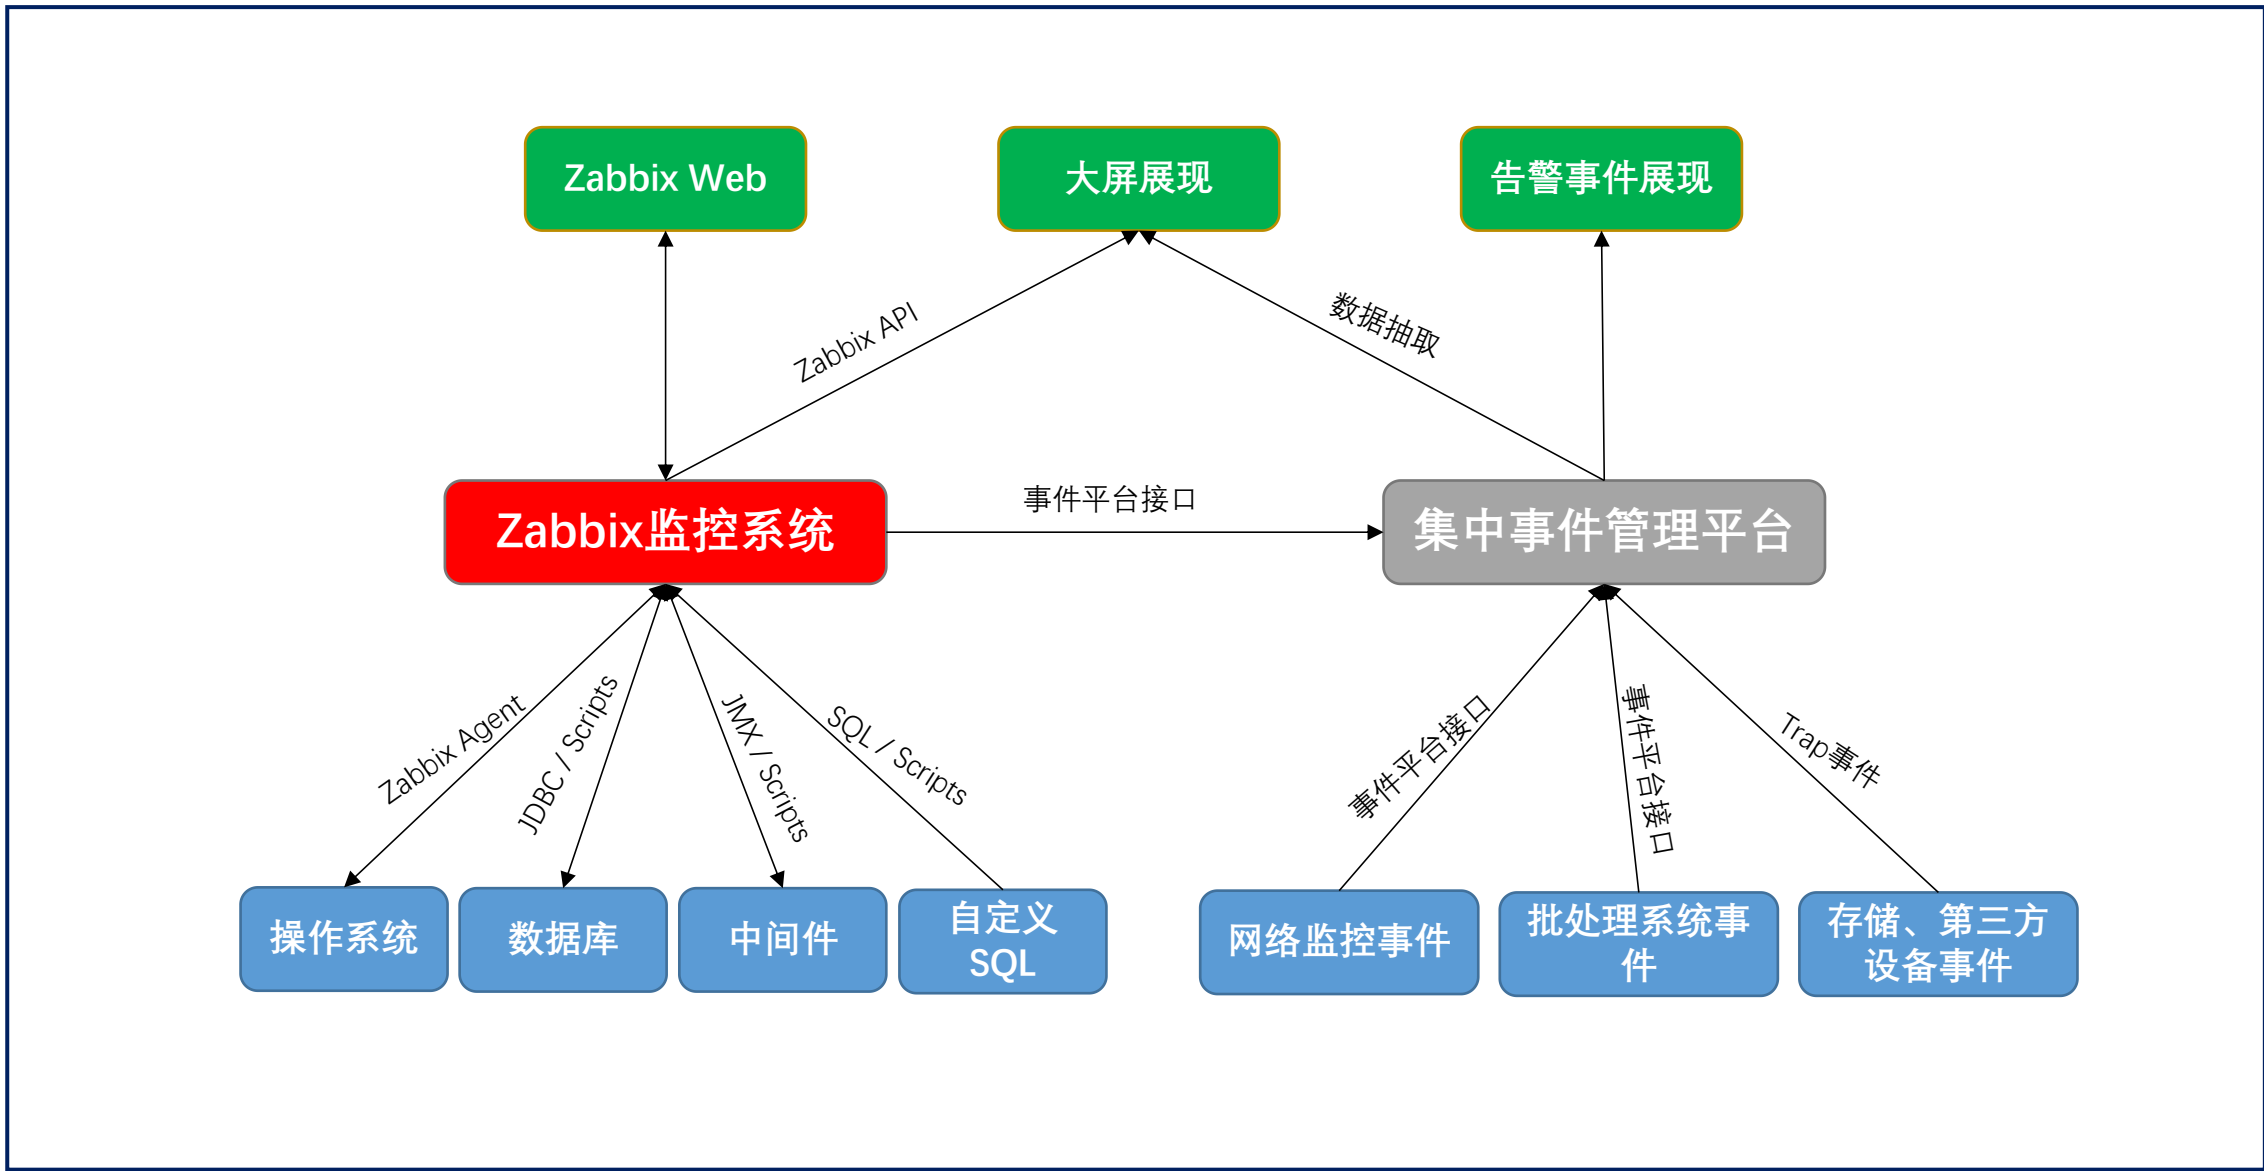 Zabbix Web
大屏展现
告警事件展现
Zabbix API
数据抽取
Zabbix监控系统
事件平台接口
集中事件管理平台
Zabbix Agent
JDBC / Scripts
JMX / Scripts
SQL / Scripts
事件平台接口
事件平台接口
Trap事件
操作系统
数据库
中间件
自定义
SQL
网络监控事件
批处理系统事
件
存储、第三方
设备事件